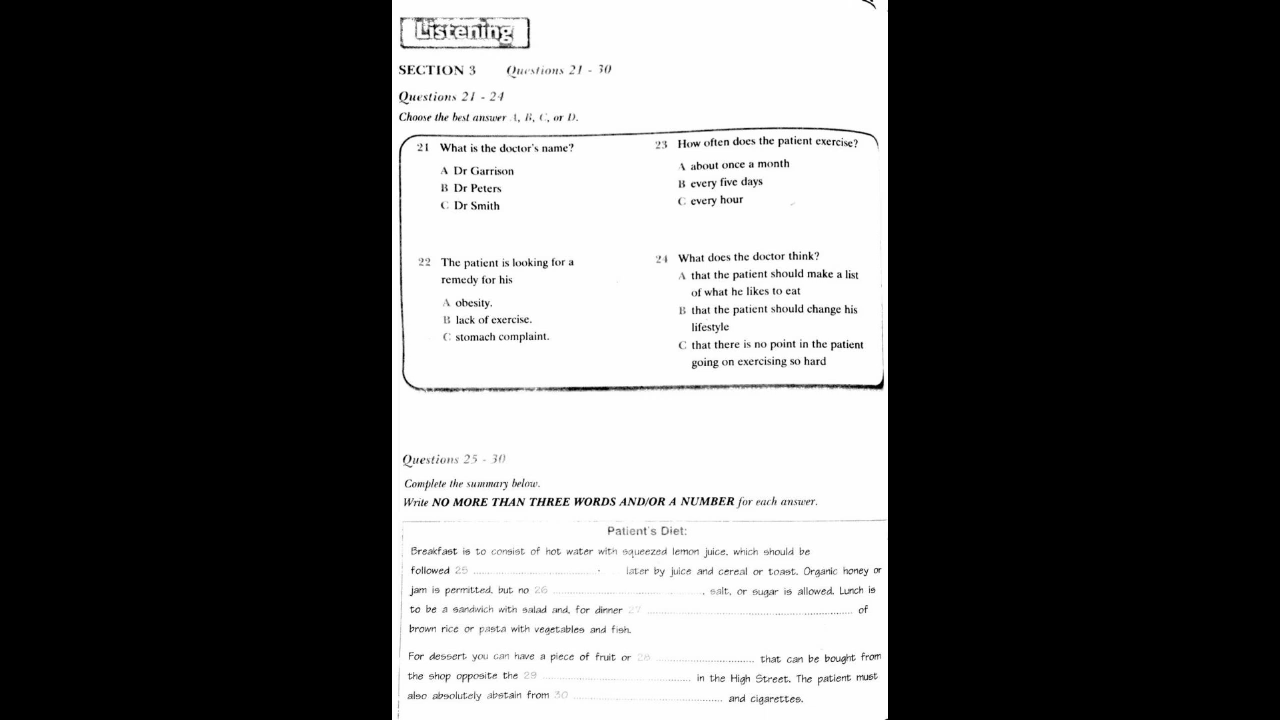 Listening
SECTION 3 Questions 21 - 30
Questions 21 - 24
Choose the best answer A, B, C, or D.
21 What is the doctor's name?
A Dr Garrison
B Dr Peters
C Dr Smith
22 The patient is looking for a
remedy for his
A obesity.
B lack of exercise.
C stomach complaint.
23 How often does the patient exercise?
A about once a month
B every five days
C every hour
24 What does the doctor think?
A that the patient should make a list
of what he likes to eat
B that the patient should change his
lifestyle
C that there is no point in the patient
going on exercising so hard
Questions 25 - 30
Complete the summary below.
Write NO MORE THAN THREE WORDS AND/OR A NUMBER for each answer.
Patient's Diet:
Breakfast is to consist of hot water with squeezed lemon juice, which should be
followed 25 .............................. later by juice and cereal or toast. Organic honey or
jam is permitted, but no 26 ........................................, salt, or sugar is allowed. Lunch is
to be a sandwich with salad and, for dinner 27 ........................................ of
brown rice or pasta with vegetables and fish.
For dessert you can have a piece of fruit or 28 .......................... that can be bought from
the shop opposite the 29 ........................................ in the High Street. The patient must
also absolutely abstain from 30 ........................................ and cigarettes.